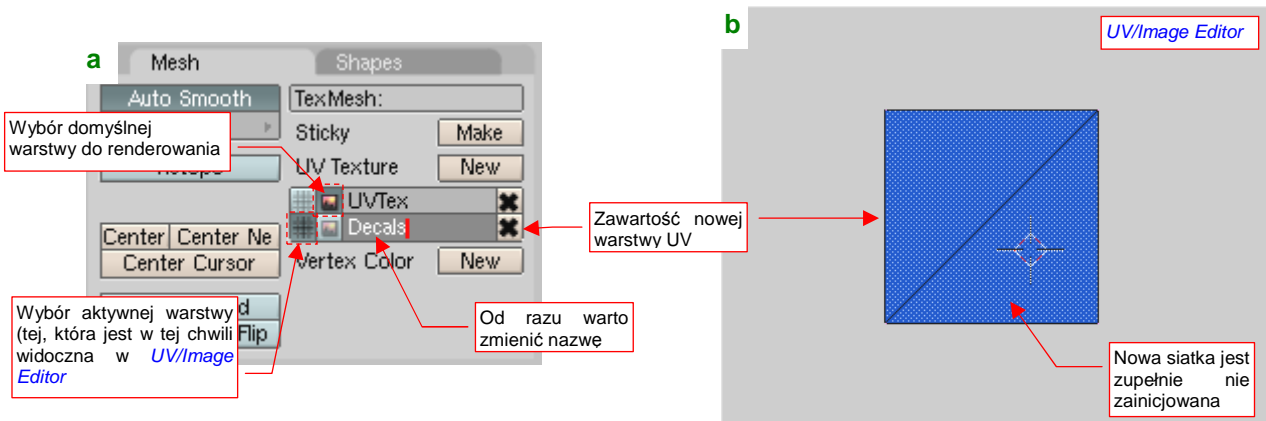 a
Mesh
Shapes
Auto Smooth
TexMesh:
Wybór domyślnej
warstwy do renderowania
Sticky
Make
UV Texture
New
UVTex
Decals
Center
Center Ne
Center Cursor
Vertex Color
New
Flip
Wybór aktywnej warstwy
(tej, która jest w tej chwili
widoczna w UV/Image
Editor
Od razu warto
zmienić nazwę
Zawartość nowej
warstwy UV
b
UV/Image Editor
Nowa siatka jest
zupełnie nie
zainicjowana